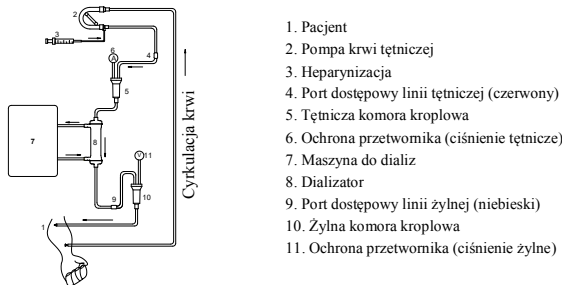 2
3
6
A
4
5
7
8
V
11
9
10
1
Cyrkulacja krwi
1. Pacjent
2. Pompa krwi tętniczej
3. Heparynizacja
4. Port dostępowy linii tętniczej (czerwony)
5. Tętnicza komora kroplowa
6. Ochrona przetwornika (ciśnienie tętnicze)
7. Maszyna do dializ
8. Dializator
9. Port dostępowy linii żylnej (niebieski)
10. Żylna komora kroplowa
11. Ochrona przetwornika (ciśnienie żylne)